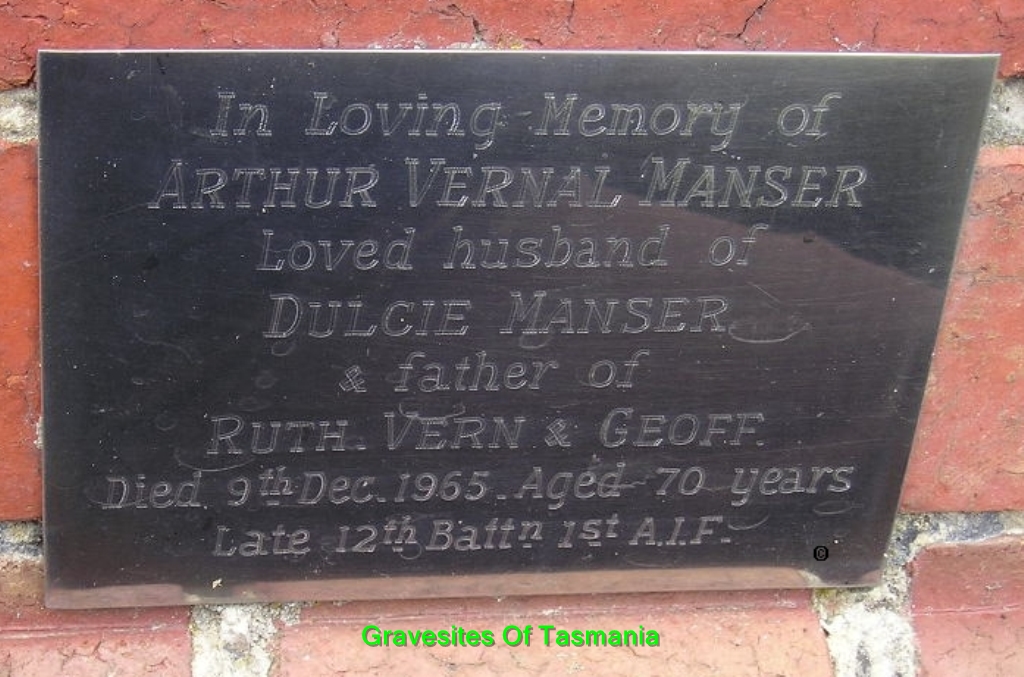 In Loving Memory of
ARTHUR VERNAL MANSER
Loved husband of
DULCIE MANSER
& father of
RUTH. VERN & GEOFF.
Died 9th Dec. 1965. Aged 70 years
Late 12th Battn 1st A.I.F.
©
Gravesites Of Tasmania